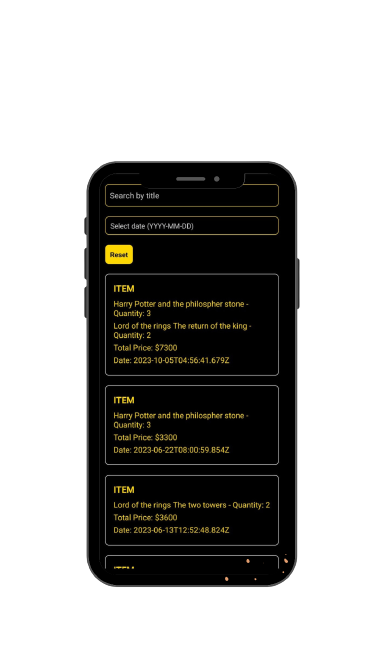 Search by title
Select date (YYYY-MM-DD)
Reset
ITEM
Harry Potter and the philospher stone -
Quantity: 3
Lord of the rings The return of the king -
Quantity: 2
Total Price: $7300
Date: 2023-10-05T04:56:41.679Z
ITEM
Harry Potter and the philospher stone -
Quantity: 3
Total Price: $3300
Date: 2023-06-22T08:00:59.854Z
ITEM
Lord of the rings The two towers - Quantity: 2
Total Price: $3600
Date: 2023-06-13T12:52:48.824Z
ITEM